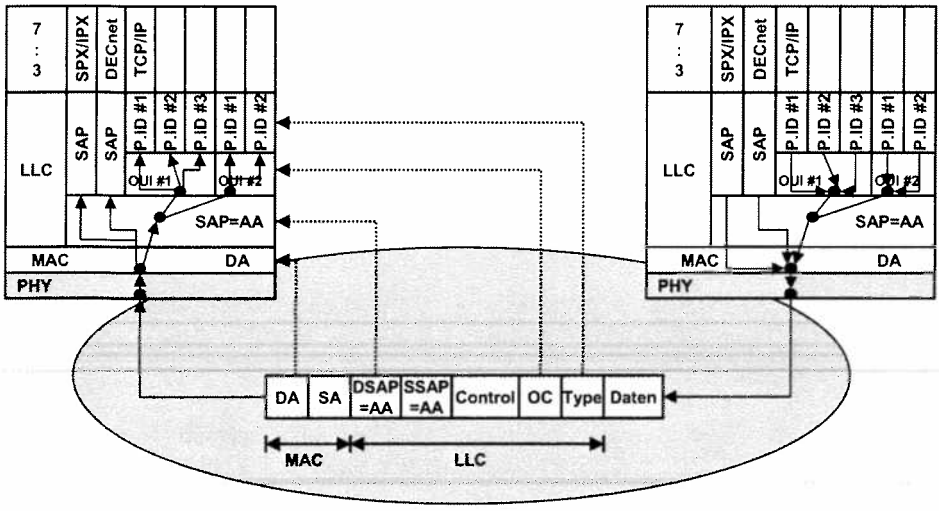 7
:
3
SPX/IPX
DECnet
TCP/IP
LLC
SAP
SAP
P.ID #1
P.ID #2
P.ID #3
P.ID #1
P.ID #2
OUI #1
OUI #2
SAP=AA
MAC
DA
PHY
7
:
3
SPX/IPX
DECnet
TCP/IP
LLC
SAP
SAP
P.ID #1
P.ID #2
P.ID #3
P.ID #1
P.ID #2
OUI #1
OUI #2
SAP=AA
MAC
DA
PHY
DA
SA
DSAP
=AA
SSAP
=AA
Control
OC
Type
Daten
MAC
LLC